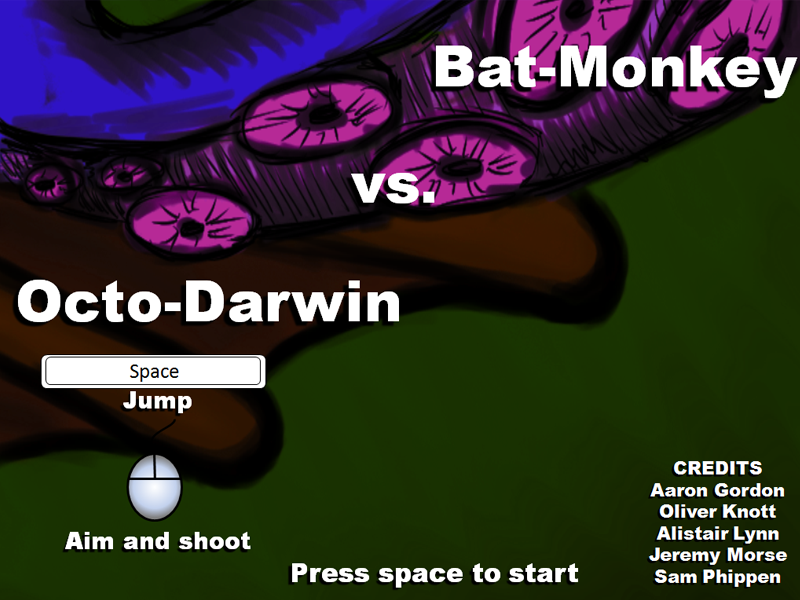 Bat-Monkey
vs.
Octo-Darwin
Space
Jump
Aim and shoot
Press space to start
CREDITS
Aaron Gordon
Oliver Knott
Alistair Lynn
Jeremy Morse
Sam Phippen